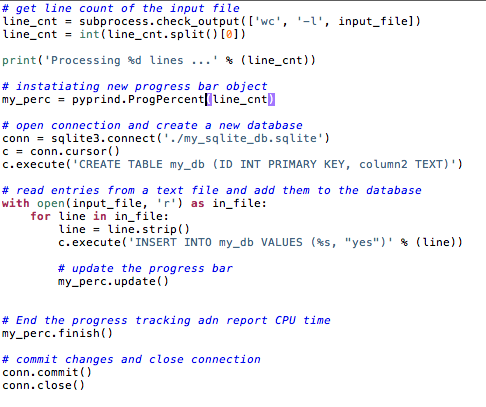 # get line count of the input file
line_cnt = subprocess.check_output(['wc', '-l', input_file])
line_cnt = int(line_cnt.split()[0])

print('Processing %d lines ...' % (line_cnt))

# instatiating new progress bar object
my_perc = pyprind.ProgPercent(line_cnt)

# open connection and create a new database
conn = sqlite3.connect('./my_sqlite_db.sqlite')
c = conn.cursor()
c.execute('CREATE TABLE my_db (ID INT PRIMARY KEY, column2 TEXT)')

# read entries from a text file and add them to the database
with open(input_file, 'r') as in_file:
    for line in in_file:
        line = line.strip()
        c.execute('INSERT INTO my_db VALUES (%s, "yes")' % (line))

        # update the progress bar
        my_perc.update()


# End the progress tracking adn report CPU time
my_perc.finish()

# commit changes and close connection
conn.commit()
conn.close()